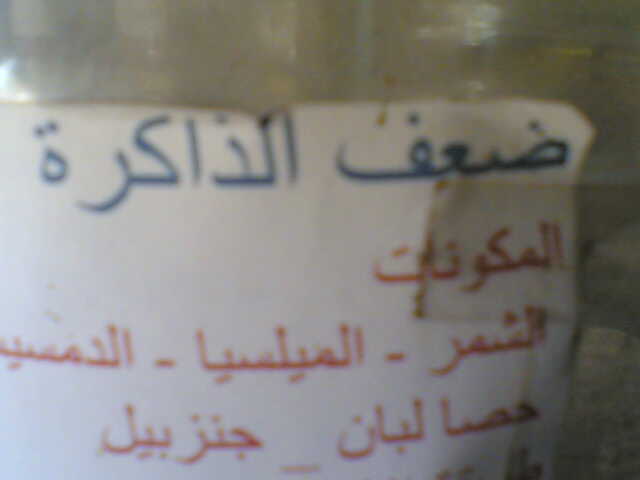 ضعف الذاكرة
المكونات
الشمر - الميلسيا -
حصا لبان _ جنزبيل